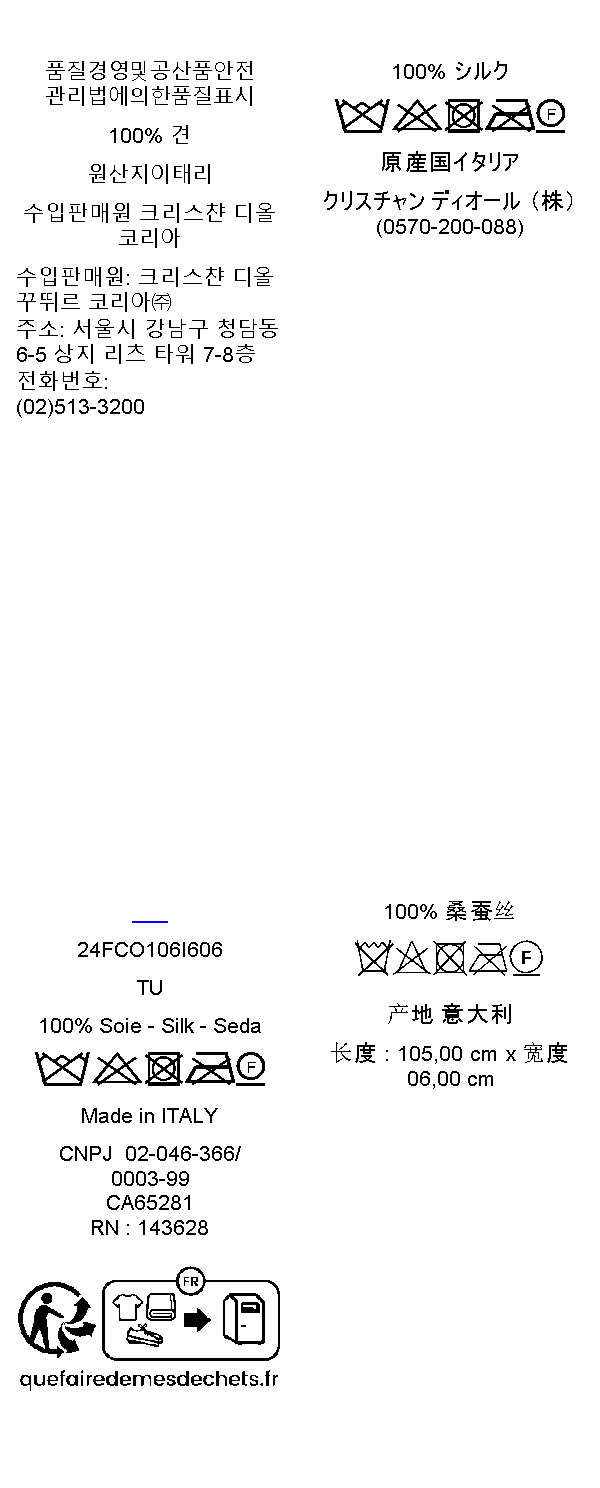 품질경영및공산품안전
관리법에의한품질표시
100% 견
원산지이태리
수입판매원 크리스챤 디올
코리아
수입판매원: 크리스챤 디올
꾸뛰르 코리아㈜
주소: 서울시 강남구 청담동
6-5 상지 리츠 타워 7-8층
전화번호:
(02)513-3200
100% シルク
F
原産国イタリア
クリスチャン ディオール（株）
(0570-200-088)
24FCO106I606
TU
100% Soie - Silk - Seda
F
Made in ITALY
CNPJ  02-046-366/
0003-99
CA65281
RN : 143628
FR
quefairedemesdechets.fr
100% 桑蚕丝
F
产地 意大利
长度 : 105,00 cm x 宽度
06,00 cm